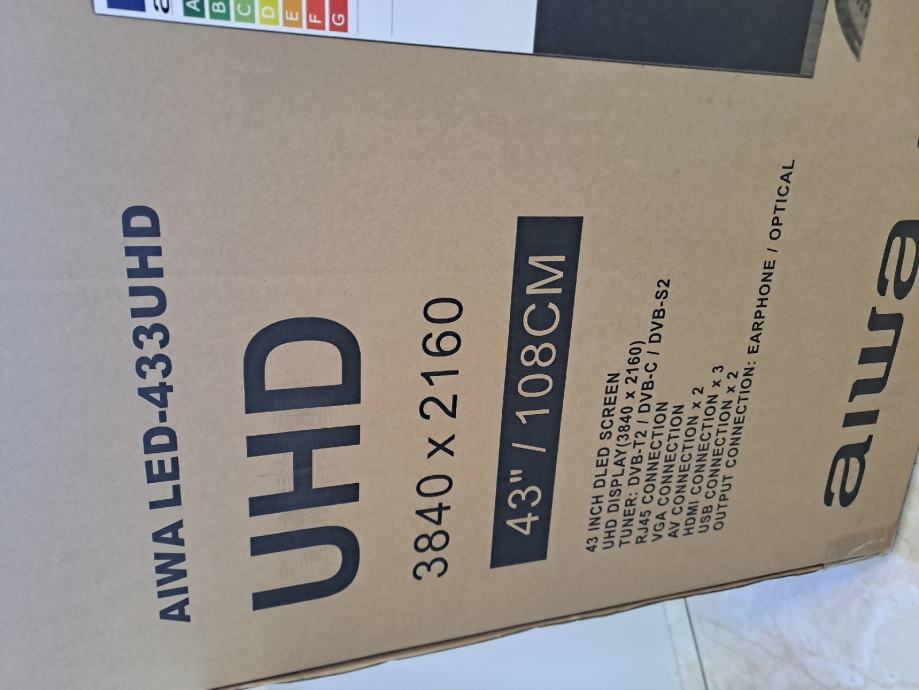 A
B
C
D
E
F
G
AIWA LED-433UHD
UHD
3840 x 2160
43" / 108CM
43 INCH DLED SCREEN
UHD DISPLAY(3840 x 2160)
TUNER: DVB-T2 / DVB-C / DVB-S2
RJ45 CONNECTION
VGA CONNECTION
AV CONNECTION x 2
HDMI CONNECTION x 3
USB CONNECTION x 2
OUTPUT CONNECTION: EARPHONE / OPTICAL
aiwa